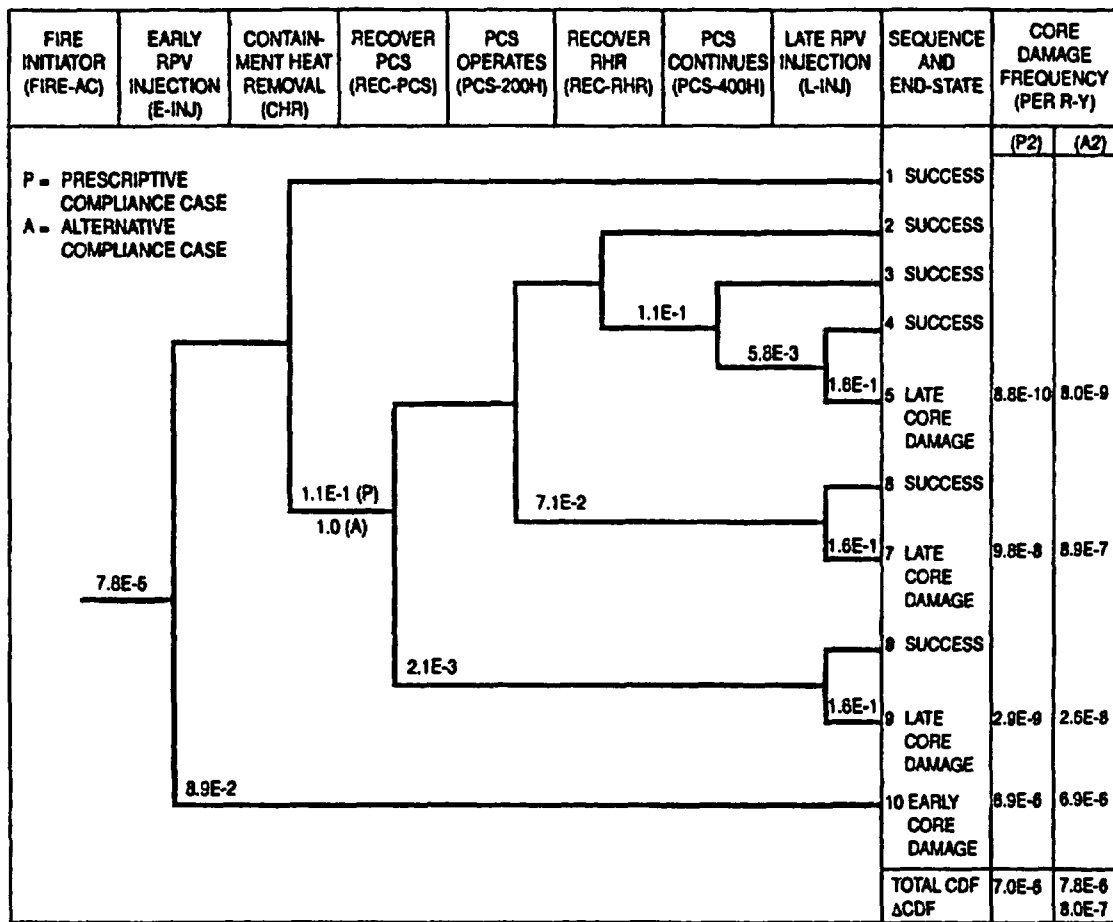 FIRE INITIATOR (FIRE-AC)
EARLY RPV INJECTION (E-INJ)
CONTAIN- MENT HEAT REMOVAL (CHR)
RECOVER PCS (REC-PCS)
PCS OPERATES (PCS-200H)
RECOVER RHR (REC-RHR)
PCS CONTINUES (PCS-400H)
LATE RPV INJECTION (L-INJ)
SEQUENCE AND END-STATE
CORE DAMAGE FREQUENCY (PER R-Y)
(P2) (A2)
P = PRESCRIPTIVE
COMPLIANCE CASE
A = ALTERNATIVE
COMPLIANCE CASE
1 SUCCESS
2 SUCCESS
3 SUCCESS
1.1E-1
4 SUCCESS
5.8E-3
1.6E-1
5 LATE CORE DAMAGE 8.8E-10 8.0E-9
8 SUCCESS
1.1E-1 (P)
1.0 (A)
7.1E-2
1.6E-1
7 LATE CORE DAMAGE 9.8E-8 8.9E-7
7.8E-5
8 SUCCESS
2.1E-3
1.6E-1
9 LATE CORE DAMAGE 2.9E-9 2.6E-8
8.9E-2
10 EARLY CORE DAMAGE 6.9E-6 6.9E-6
TOTAL CDF 7.0E-6 7.8E-6
ΔCDF 8.0E-7